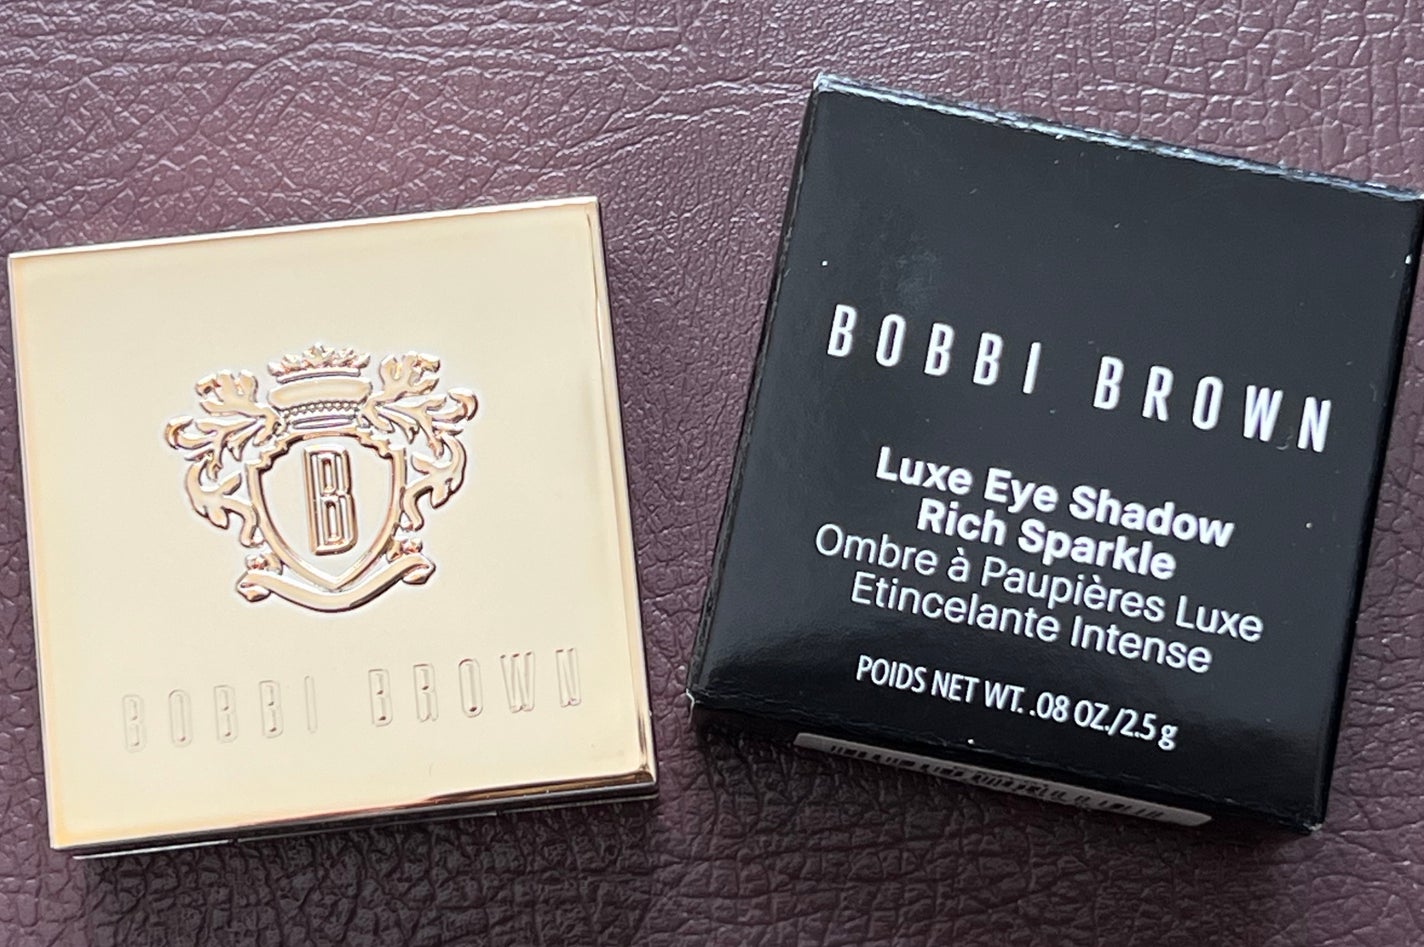 B
BOBBI BROWN
BOBBI BROWN
Luxe Eye Shadow
Rich Sparkle
Ombre à Paupières Luxe
Etincelante Intense
POIDS NET WT. .08 OZ./2.5 g